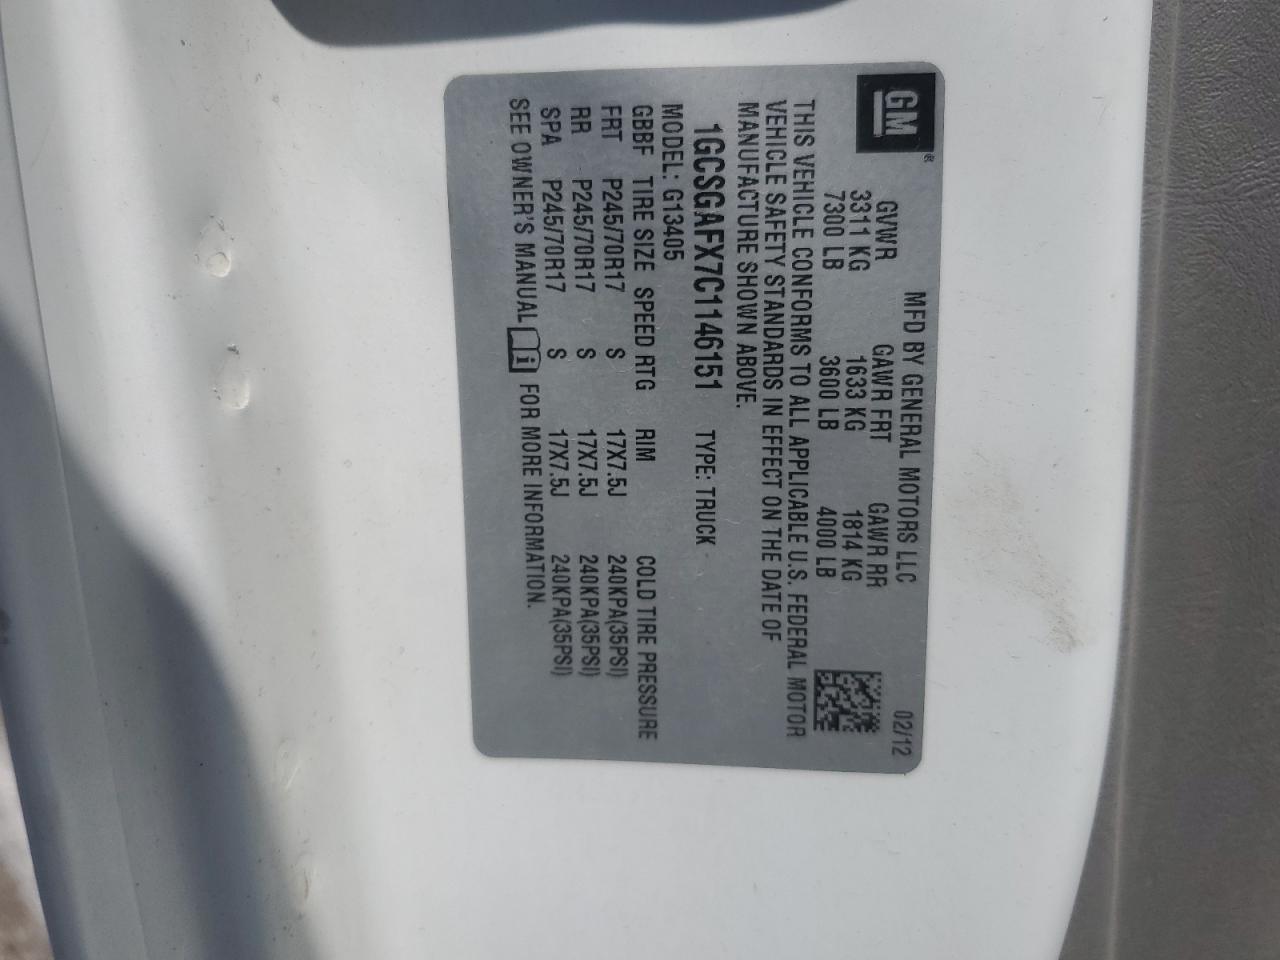 GM®
MFD BY GENERAL MOTORS LLC 02/12
GVWR GAWR FRT GAWR RR
3311 KG 1633 KG 1814 KG
7300 LB 3600 LB 4000 LB
THIS VEHICLE CONFORMS TO ALL APPLICABLE U.S. FEDERAL MOTOR
VEHICLE SAFETY STANDARDS IN EFFECT ON THE DATE OF
MANUFACTURE SHOWN ABOVE.
1GCSGAFX7C1146151 TYPE: TRUCK
MODEL: G13405
GBBF TIRE SIZE SPEED RTG RIM COLD TIRE PRESSURE
FRT P245/70R17 S 17X7.5J 240KPA(35PSI)
RR P245/70R17 S 17X7.5J 240KPA(35PSI)
SPA P245/70R17 S 17X7.5J 240KPA(35PSI)
SEE OWNER'S MANUAL i FOR MORE INFORMATION.